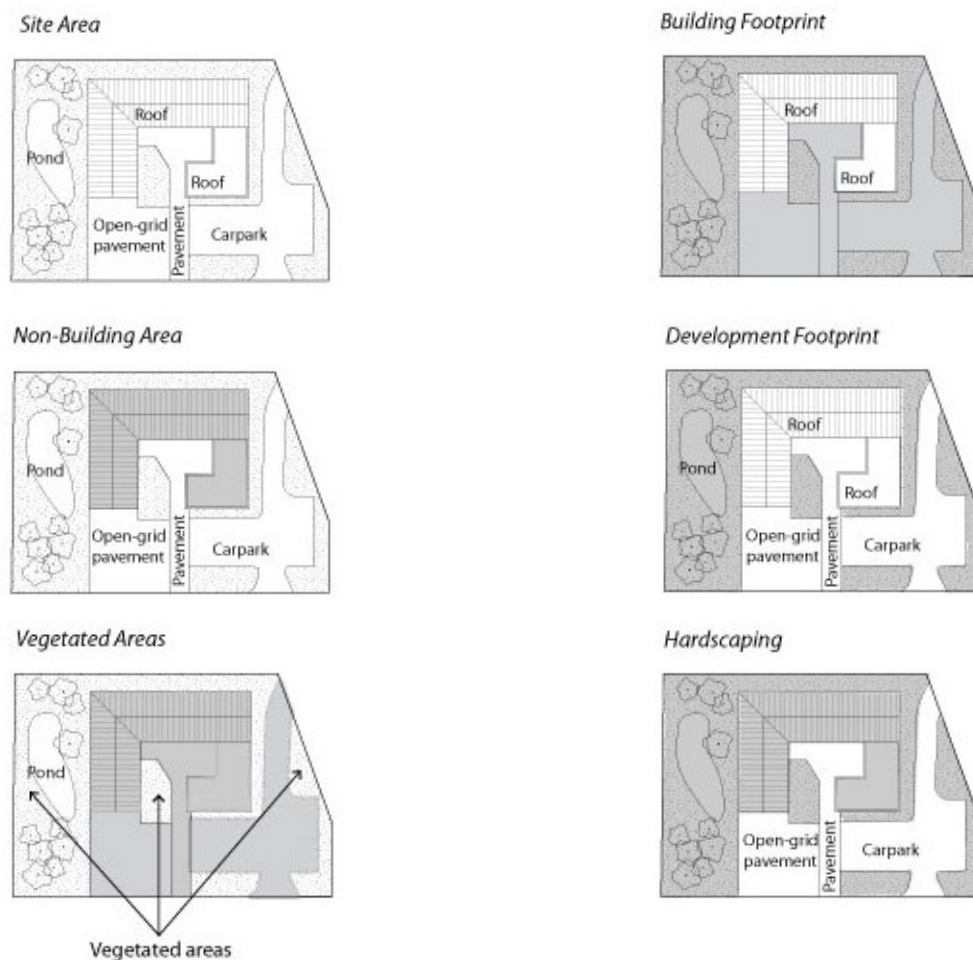 Site Area
Roof
Pond
Roof
Open-grid
pavement
Pavement
Carpark
Building Footprint
Roof
Roof
Non-Building Area
Pond
Open-grid
pavement
Pavement
Carpark
Development Footprint
Roof
Pond
Roof
Open-grid
pavement
Pavement
Carpark
Vegetated Areas
Pond
Vegetated areas
Hardscaping
Open-grid
pavement
Pavement
Carpark